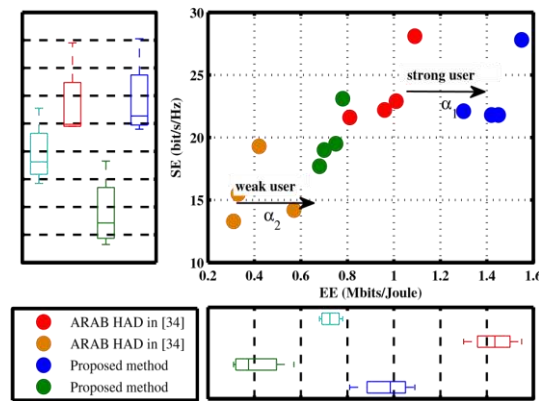 30
25
20
15
10
SE (bit/s/Hz)
strong user
α1
weak user
α2
0.2 0.4 0.6 0.8 1 1.2 1.4 1.6
EE (Mbits/Joule)
ARAB HAD in [34]
ARAB HAD in [34]
Proposed method
Proposed method